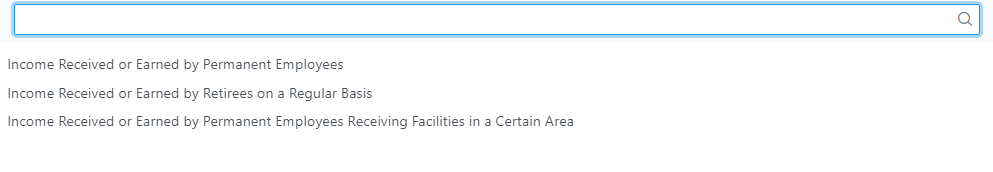 Income Received or Earned by Permanent Employees
Income Received or Earned by Retirees on a Regular Basis
Income Received or Earned by Permanent Employees Receiving Facilities in a Certain Area